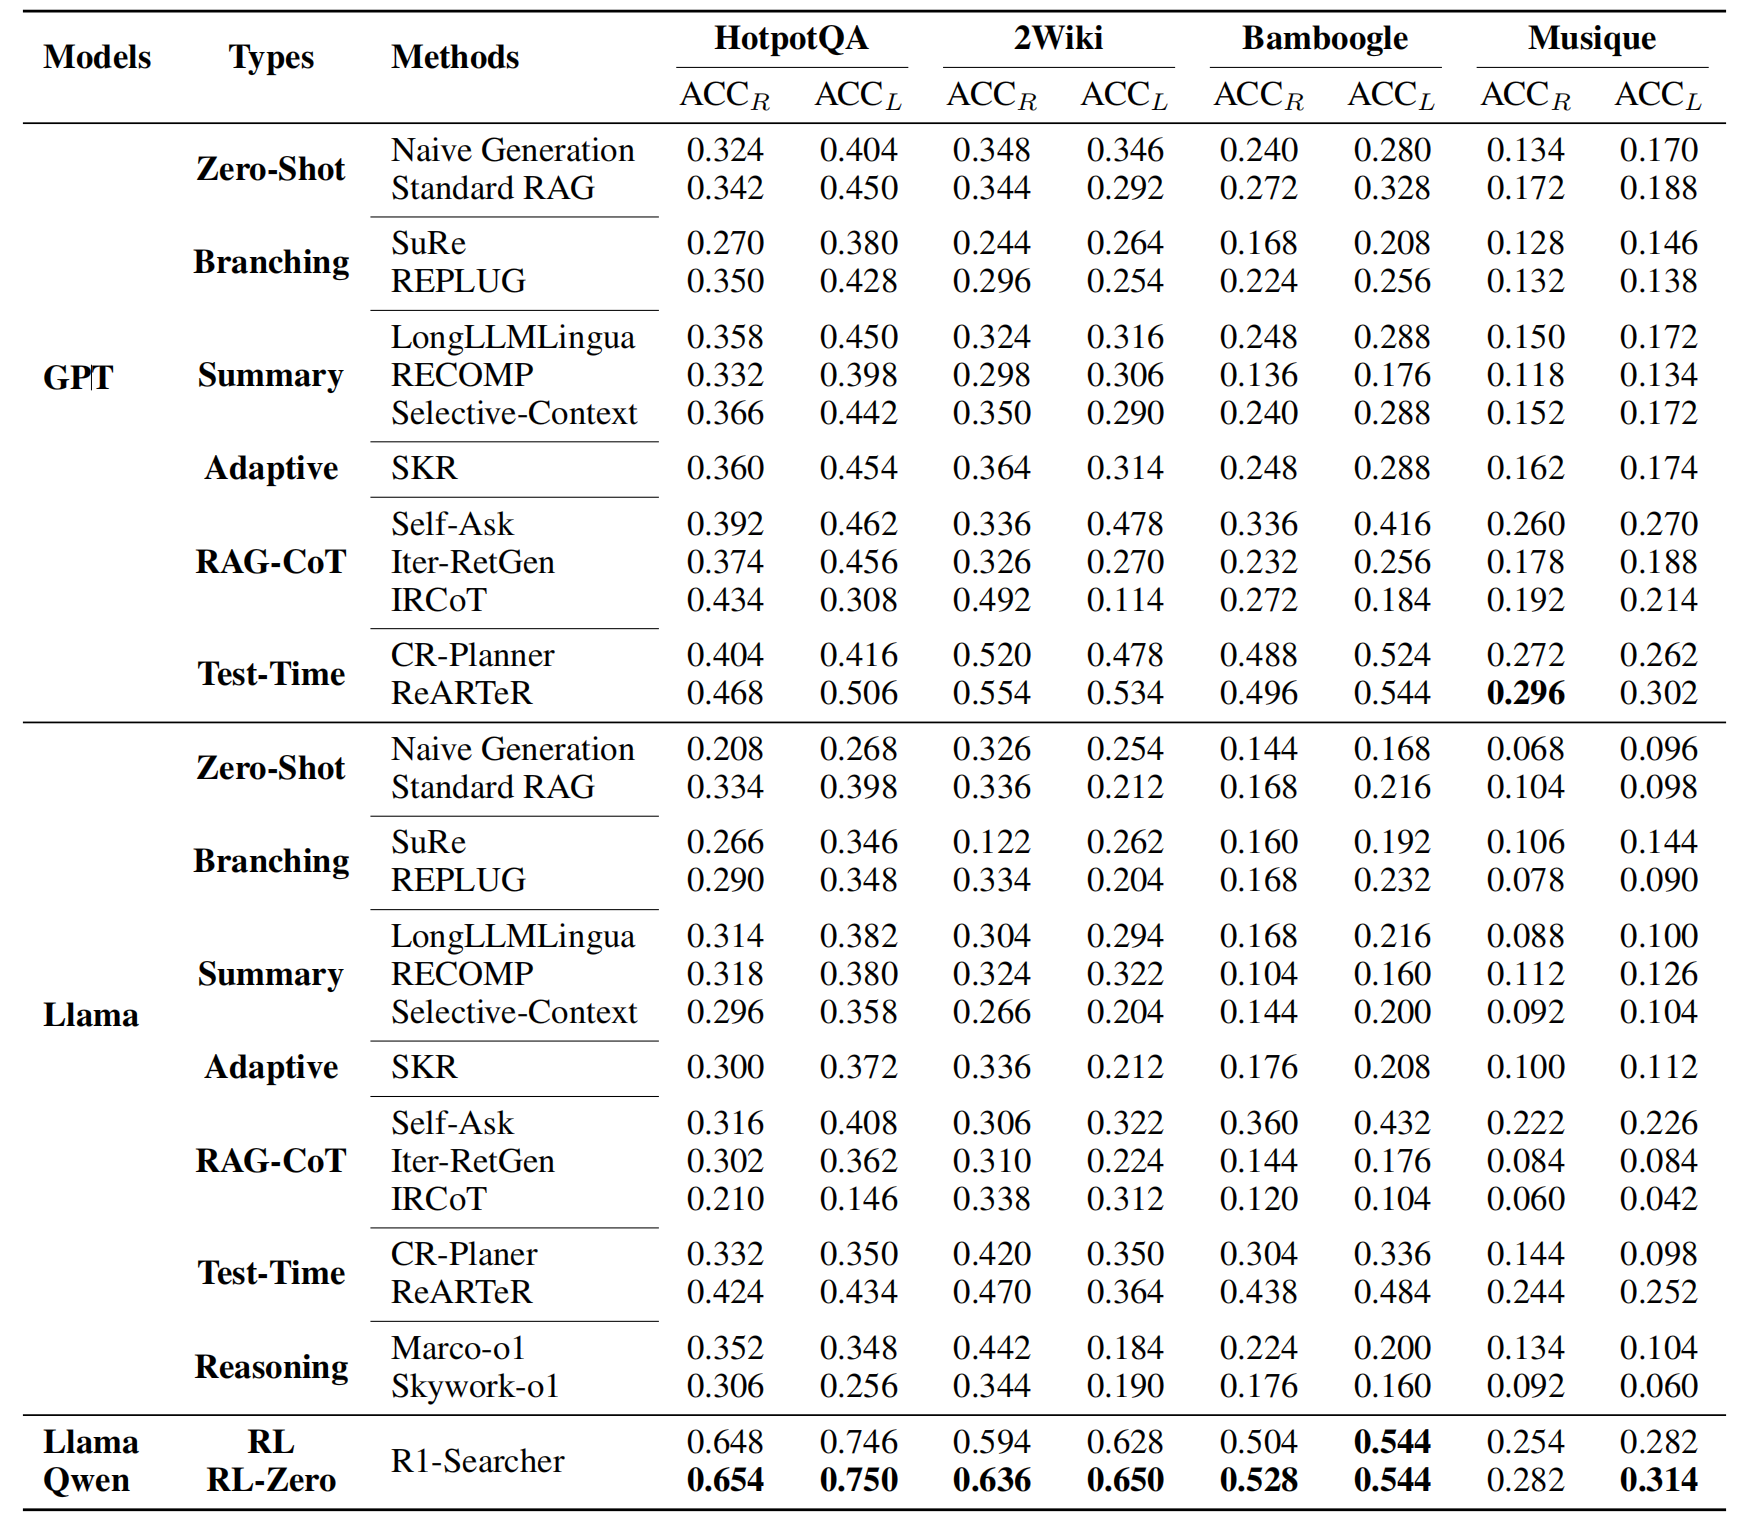 Models Types Methods HotpotQA 2Wiki Bamboogle Musique
ACC_R ACC_L ACC_R ACC_L ACC_R ACC_L ACC_R ACC_L
GPT
Zero-Shot
Naive Generation 0.324 0.404 0.348 0.346 0.240 0.280 0.134 0.170
Standard RAG 0.342 0.450 0.344 0.292 0.272 0.328 0.172 0.188
Branching
SuRe 0.270 0.380 0.244 0.264 0.168 0.208 0.128 0.146
REPLUG 0.350 0.428 0.296 0.254 0.224 0.256 0.132 0.138
Summary
LongLLMLingua 0.358 0.450 0.324 0.316 0.248 0.288 0.150 0.172
RECOMP 0.332 0.398 0.298 0.306 0.136 0.176 0.118 0.134
Selective-Context 0.366 0.442 0.350 0.290 0.240 0.288 0.152 0.172
Adaptive SKR 0.360 0.454 0.364 0.314 0.248 0.288 0.162 0.174
RAG-CoT
Self-Ask 0.392 0.462 0.336 0.478 0.336 0.416 0.260 0.270
Iter-RetGen 0.374 0.456 0.326 0.270 0.232 0.256 0.178 0.188
IRCoT 0.434 0.308 0.492 0.114 0.272 0.184 0.192 0.214
Test-Time
CR-Planner 0.404 0.416 0.520 0.478 0.488 0.524 0.272 0.262
ReARTeR 0.468 0.506 0.554 0.534 0.496 0.544 0.296 0.302
Llama
Zero-Shot
Naive Generation 0.208 0.268 0.326 0.254 0.144 0.168 0.068 0.096
Standard RAG 0.334 0.398 0.336 0.212 0.168 0.216 0.104 0.098
Branching
SuRe 0.266 0.346 0.122 0.262 0.160 0.192 0.106 0.144
REPLUG 0.290 0.348 0.334 0.204 0.168 0.232 0.078 0.090
Summary
LongLLMLingua 0.314 0.382 0.304 0.294 0.168 0.216 0.088 0.100
RECOMP 0.318 0.380 0.324 0.322 0.104 0.160 0.112 0.126
Selective-Context 0.296 0.358 0.266 0.204 0.144 0.200 0.092 0.104
Adaptive SKR 0.300 0.372 0.336 0.212 0.176 0.208 0.100 0.112
RAG-CoT
Self-Ask 0.316 0.408 0.306 0.322 0.360 0.432 0.222 0.226
Iter-RetGen 0.302 0.362 0.310 0.224 0.144 0.176 0.084 0.084
IRCoT 0.210 0.146 0.338 0.312 0.120 0.104 0.060 0.042
Test-Time
CR-Planer 0.332 0.350 0.420 0.350 0.304 0.336 0.144 0.098
ReARTeR 0.424 0.434 0.470 0.364 0.438 0.484 0.244 0.252
Reasoning
Marco-o1 0.352 0.348 0.442 0.184 0.224 0.200 0.134 0.104
Skywork-o1 0.306 0.256 0.344 0.190 0.176 0.160 0.092 0.060
Llama RL 0.648 0.746 0.594 0.628 0.504 0.544 0.254 0.282
R1-Searcher
Qwen RL-Zero 0.654 0.750 0.636 0.650 0.528 0.544 0.282 0.314